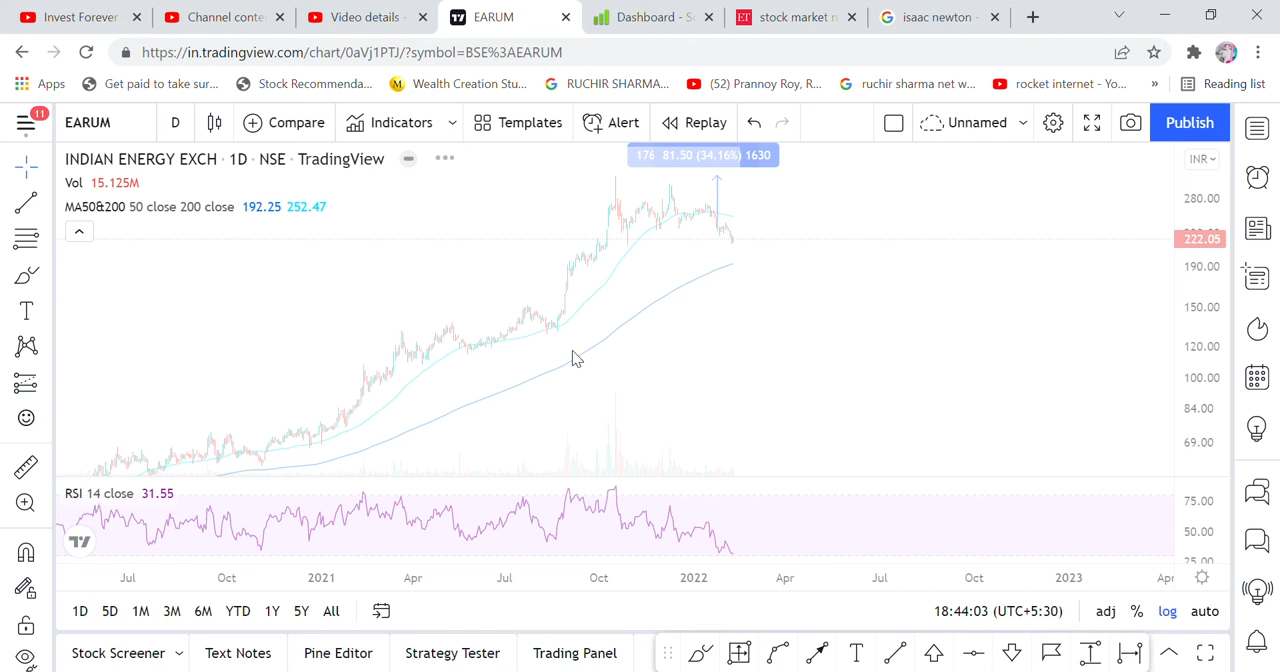 Invest Forever
Channel conte
Video details -
EARUM
Dashboard - S
stock market n
isaac newton -
https://in.tradingview.com/chart/0aVj1PTJ/?symbol=BSE%3AEARUM
Apps
Get paid to take sur...
Stock Recommenda...
Wealth Creation Stu...
RUCHIR SHARMA...
(52) Prannoy Roy, R...
ruchir sharma net w...
rocket internet - Yo...
»
Reading list
11
EARUM
D
Compare
Indicators
Templates
Alert
Replay
Unnamed
Publish
INDIAN ENERGY EXCH · 1D · NSE · TradingView
176 81.50 (34.16%) 1630
INR
Vol 15.125M
MA50&200 50 close 200 close 192.25 252.47
280.00
222.05
190.00
150.00
120.00
100.00
84.00
69.00
RSI 14 close 31.55
75.00
50.00
25.00
Jul Oct 2021 Apr Jul Oct 2022 Apr Jul Oct 2023 Apr
1D 5D 1M 3M 6M YTD 1Y 5Y All
18:44:03 (UTC+5:30) adj % log auto
Stock Screener
Text Notes
Pine Editor
Strategy Tester
Trading Panel